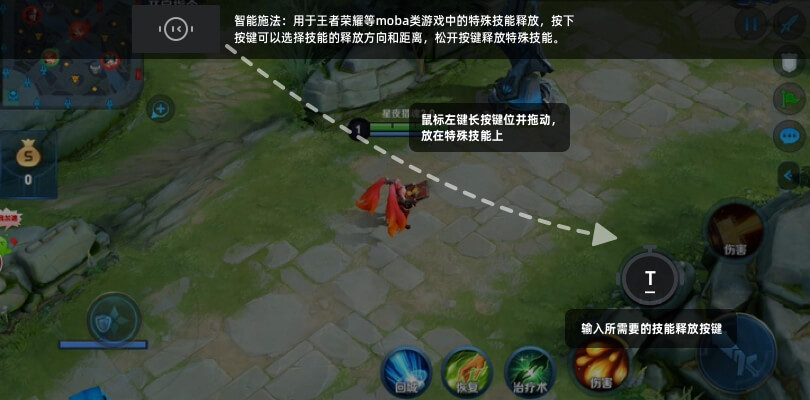 智能施法：用于王者荣耀等moba类游戏中的特殊技能释放，按下
按键可以选择技能的释放方向和距离，松开按键释放特殊技能。
星夜猎
鼠标左键长按键位并拖动，
放在特殊技能上
1
S
0
伤害
T
输入所需要的技能释放按键
回城
恢复
治疗术
伤害